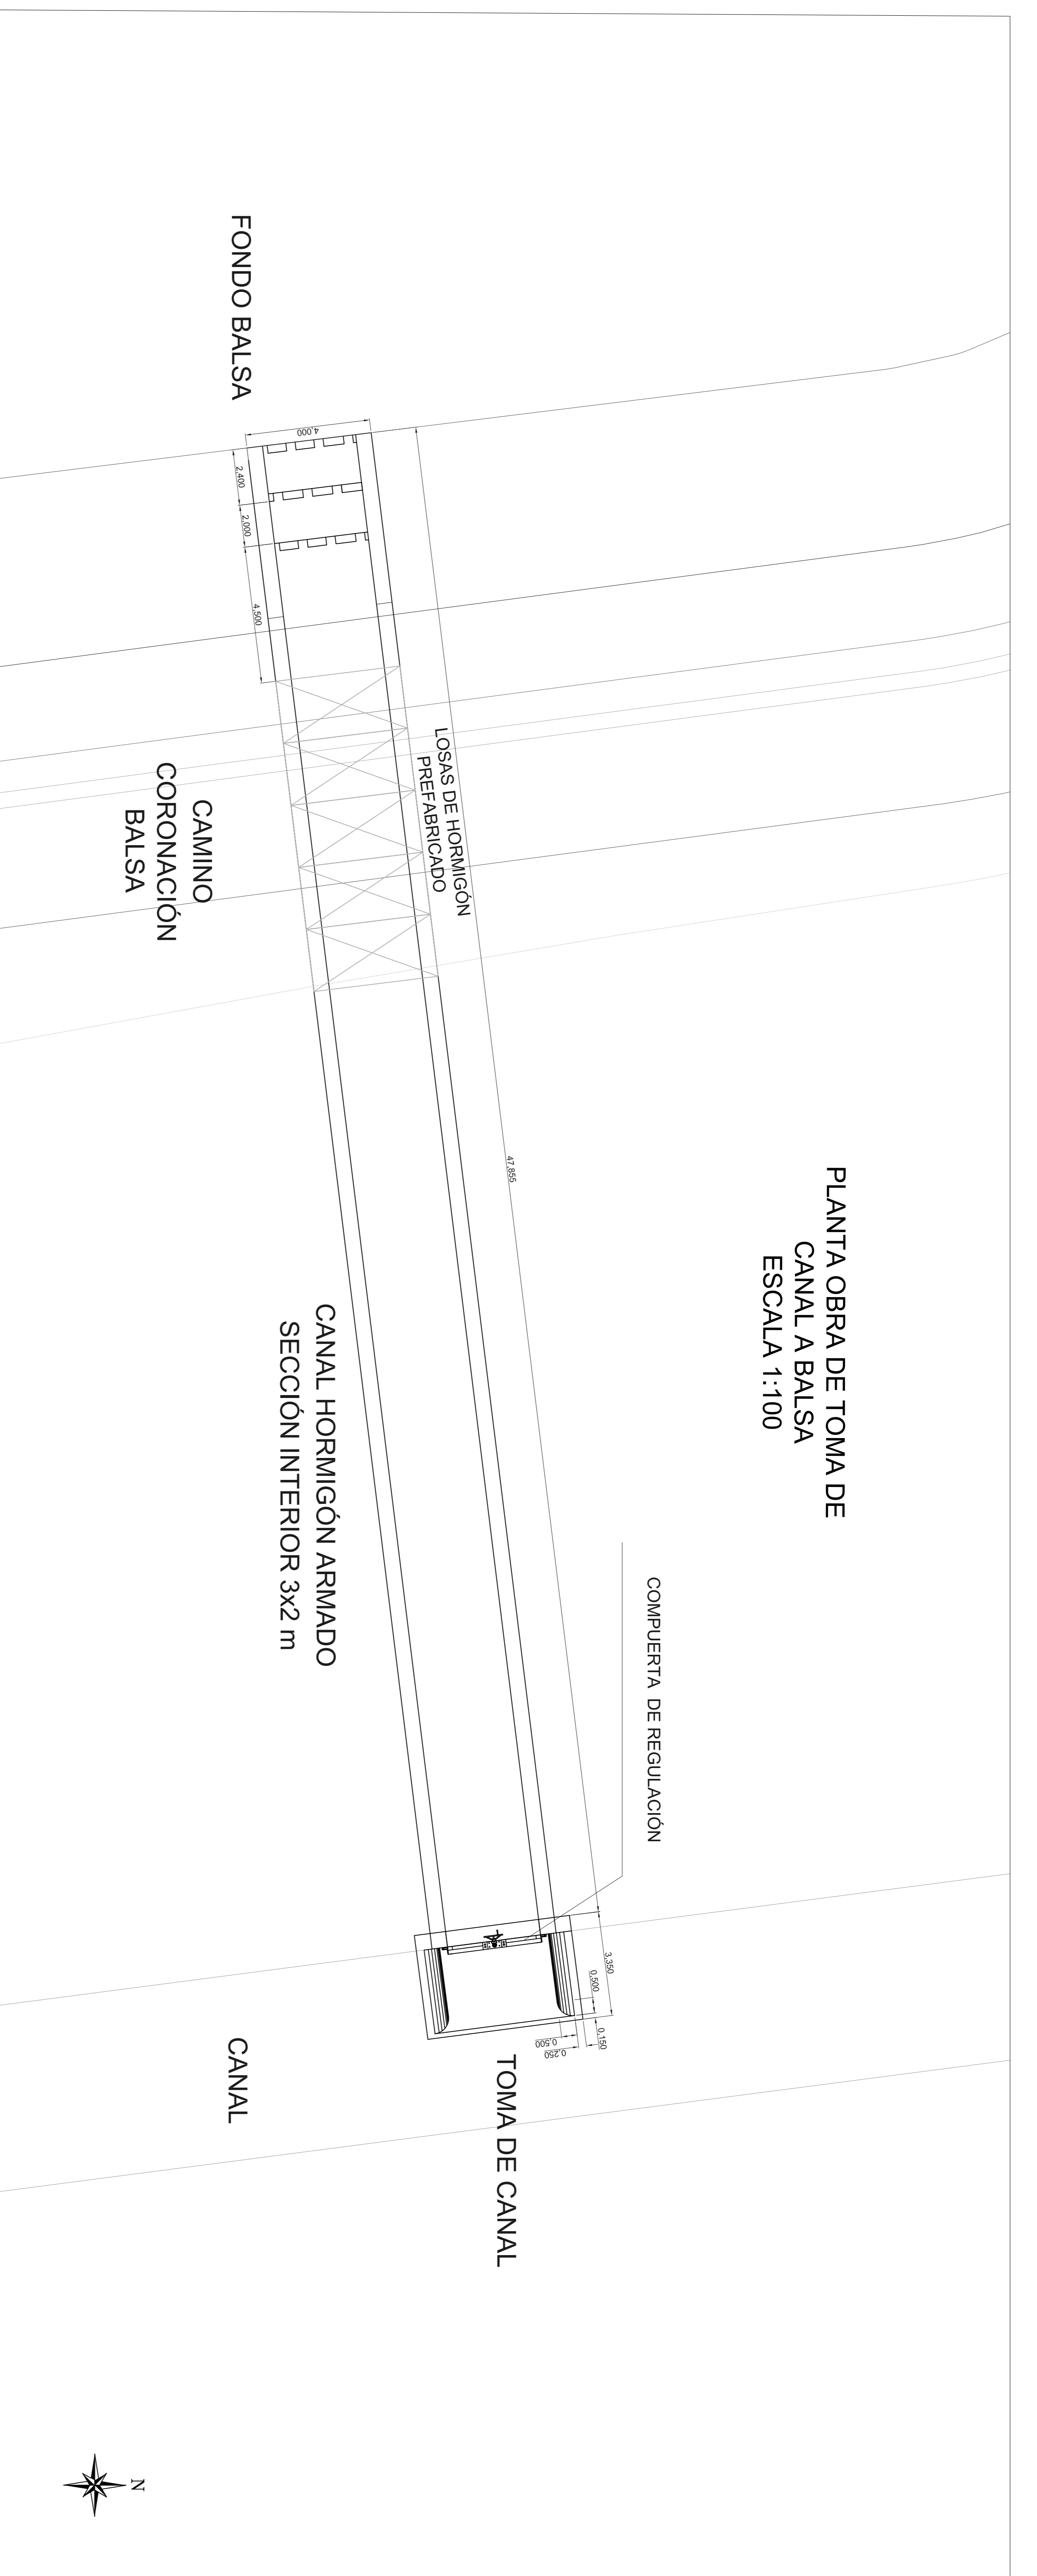 PLANTA OBRA DE TOMA DE
CANAL A BALSA
ESCALA 1:100
FONDO BALSA
4,000
2,400
2,000
4,500
LOSAS DE HORMIGÓN
PREFABRICADO
CAMINO
CORONACIÓN
BALSA
47,855
CANAL HORMIGÓN ARMADO
SECCIÓN INTERIOR 3x2 m
COMPUERTA DE REGULACIÓN
3,350
0,500
0,150
0,500
0,250
CANAL
TOMA DE CANAL
N